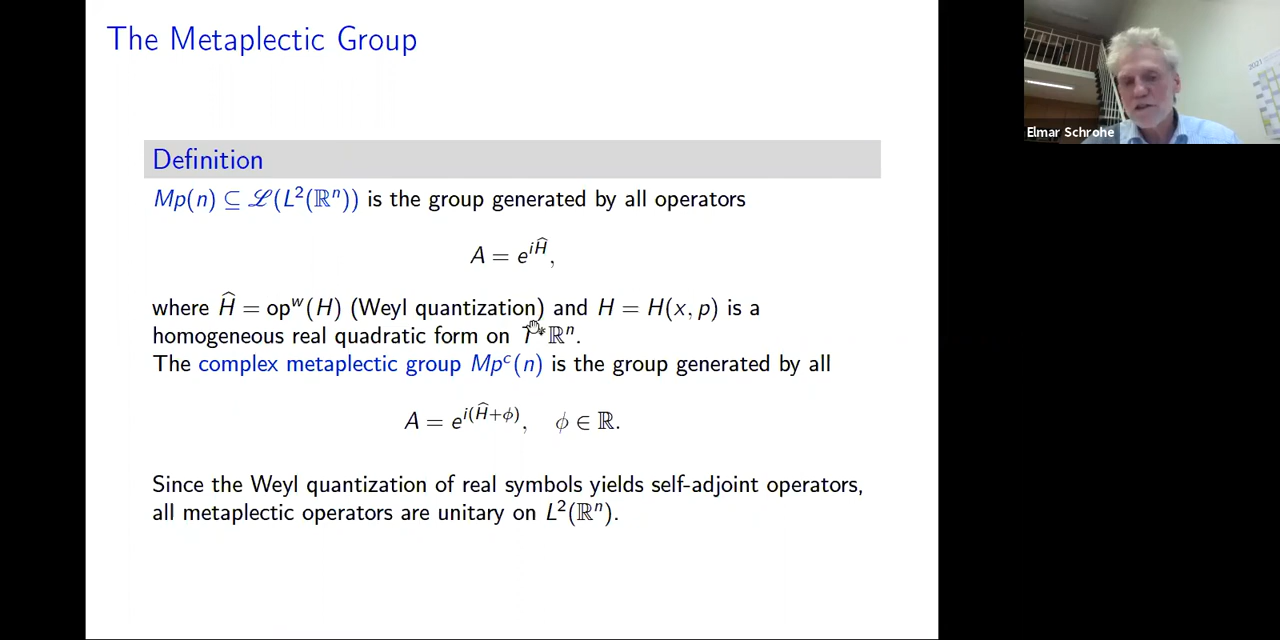 The Metaplectic Group
Definition
Mp(n) ⊆ ℒ(L²(ℝⁿ)) is the group generated by all operators
A = e^{iĤ},
where Ĥ = opʷ(H) (Weyl quantization) and H = H(x, p) is a
homogeneous real quadratic form on T*ℝⁿ.
The complex metaplectic group Mpᶜ(n) is the group generated by all
A = e^{i(Ĥ+ϕ)}, ϕ ∈ ℝ.
Since the Weyl quantization of real symbols yields self-adjoint operators,
all metaplectic operators are unitary on L²(ℝⁿ).
Elmar Schrohe
2021